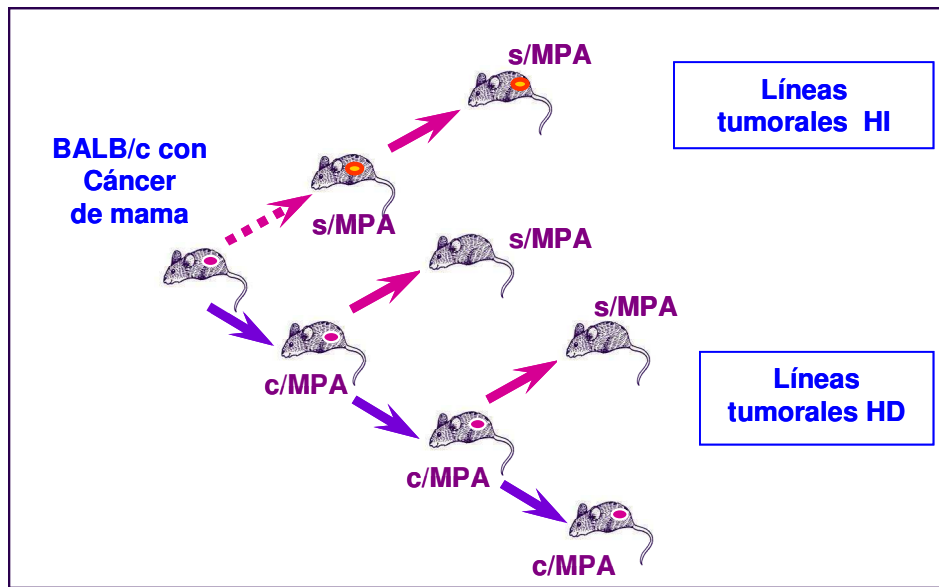 s/MPA
Líneas
tumorales HI
BALB/c con
Cáncer
de mama
s/MPA
s/MPA
s/MPA
c/MPA
Líneas
tumorales HD
c/MPA
c/MPA